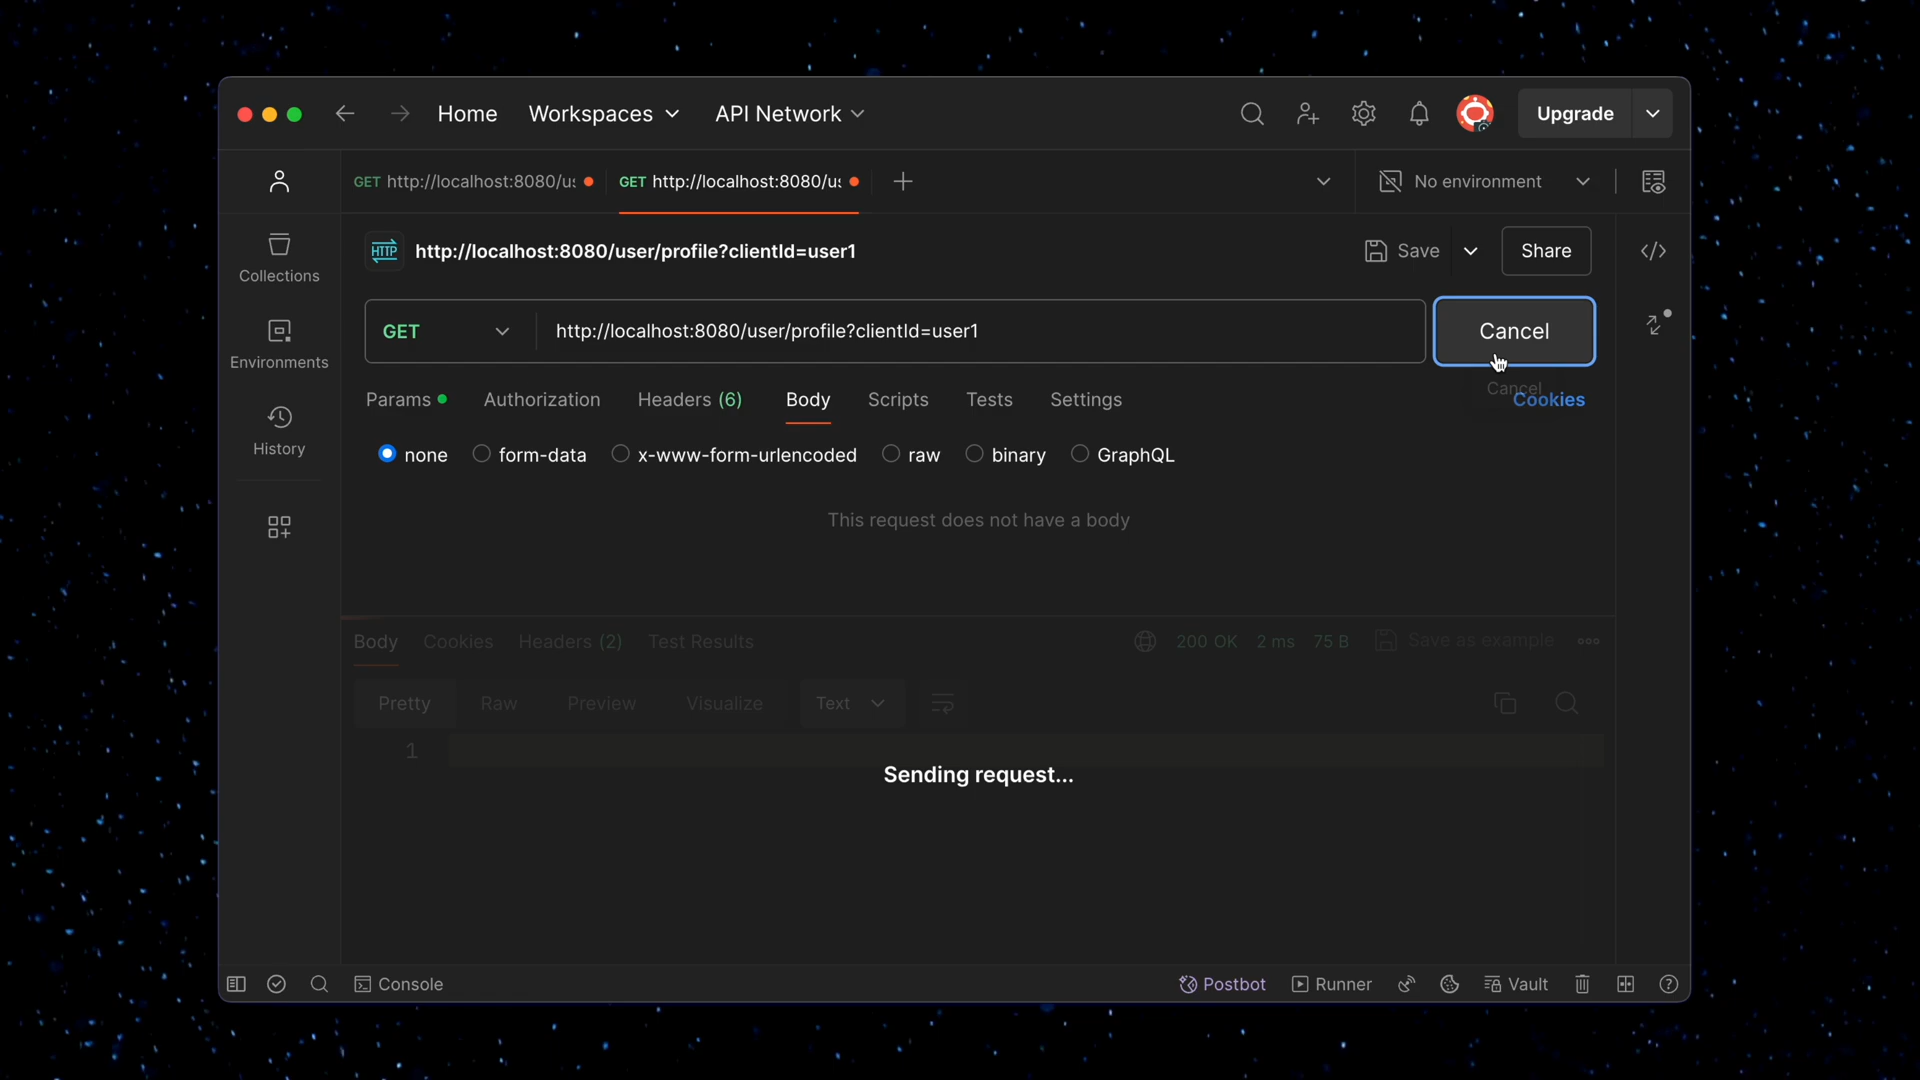 Home Workspaces API Network Upgrade
GET http://localhost:8080/us GET http://localhost:8080/us No environment
HTTP http://localhost:8080/user/profile?clientId=user1 Save Share
Collections
GET http://localhost:8080/user/profile?clientId=user1 Cancel
Environments
Cancel
Params Authorization Headers (6) Body Scripts Tests Settings Cookies
History
none form-data x-www-form-urlencoded raw binary GraphQL
This request does not have a body
Body Cookies Headers (2) Test Results 200 OK 2 ms 75 B Save as example
Pretty Raw Preview Visualize Text
1
Sending request...
Console Postbot Runner Vault